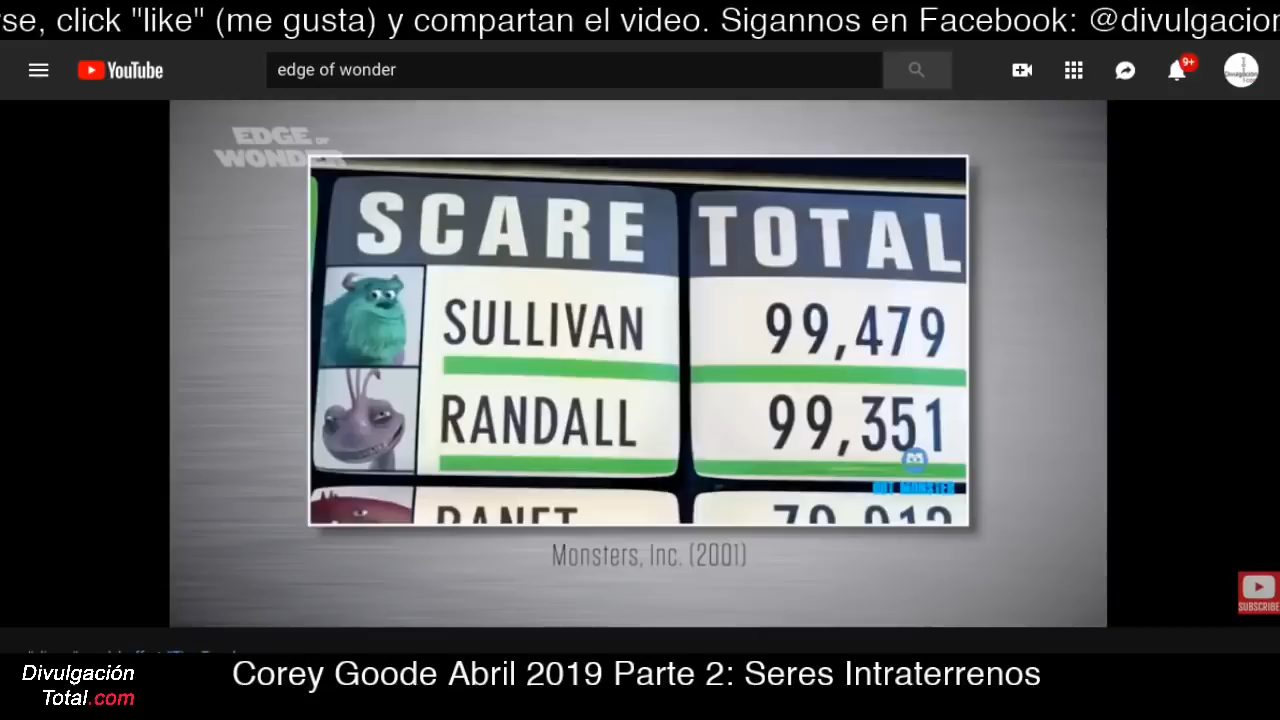 se, click "like" (me gusta) y compartan el video. Sigannos en Facebook: @divulgacion
YouTube
edge of wonder
9+
EDGE OF
WONDER
SCARE TOTAL
SULLIVAN 99,479
RANDALL 99,351
Monsters, Inc. (2001)
SUBSCRIBE
Divulgación
Total.com
Corey Goode Abril 2019 Parte 2: Seres Intraterrenos